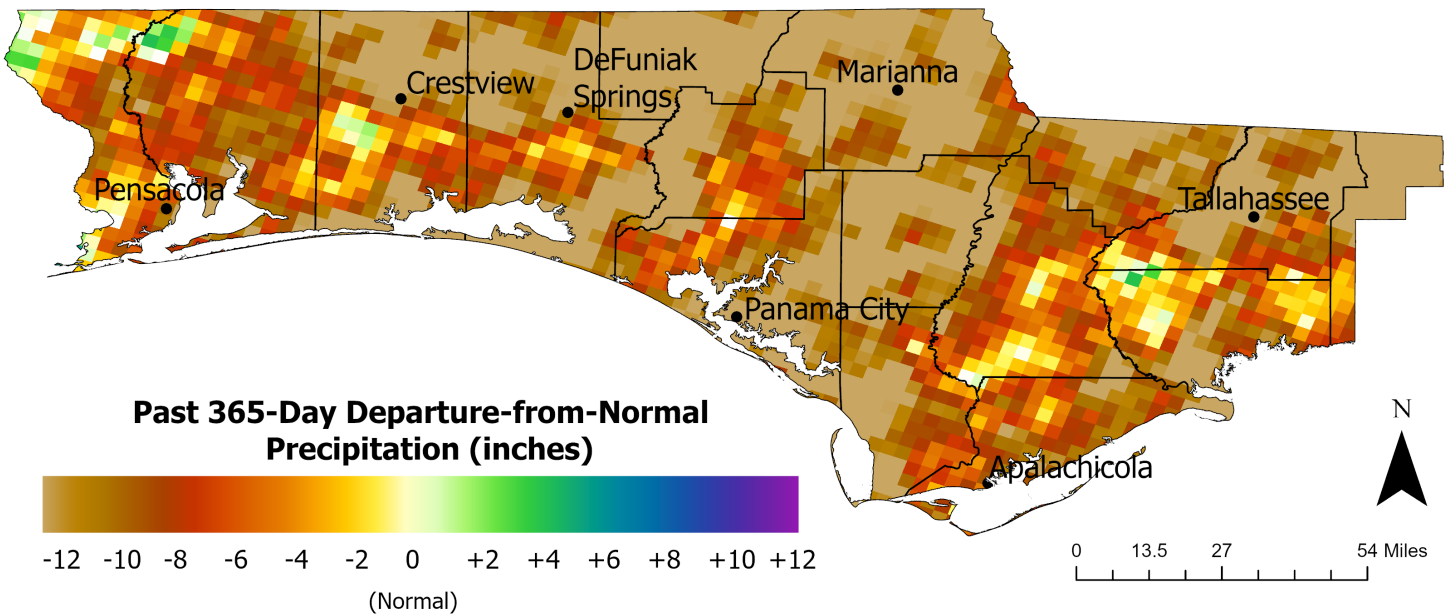 DeFuniak
Springs
Crestview
Marianna
Pensacola
Tallahassee
Panama City
Apalachicola
Past 365-Day Departure-from-Normal
Precipitation (inches)
-12 -10 -8 -6 -4 -2 0 +2 +4 +6 +8 +10 +12
(Normal)
N
0 13.5 27 54 Miles